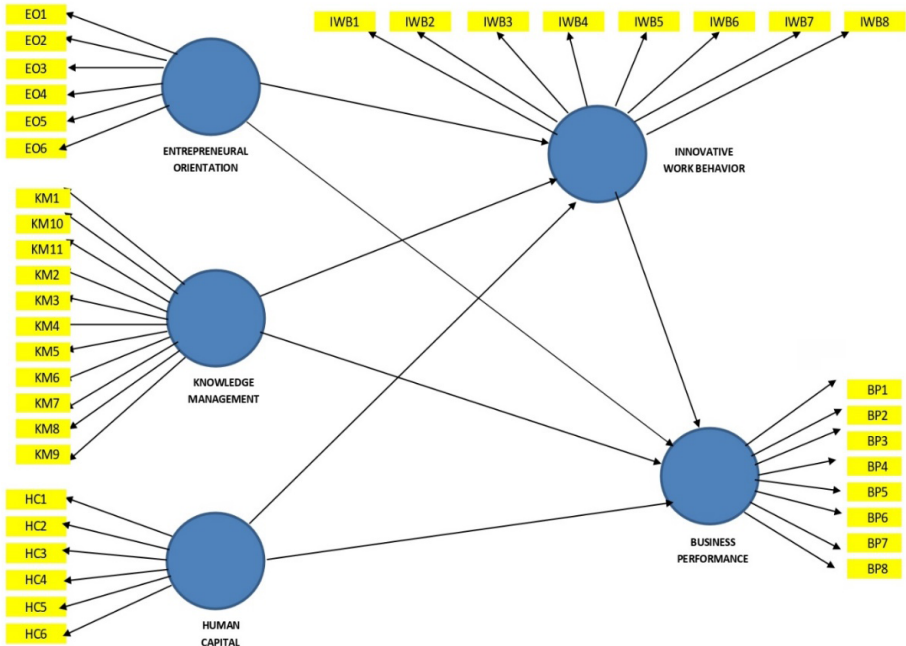 EO1
EO2
EO3
EO4
EO5
EO6
ENTREPRENEURAL
ORIENTATION
IWB1
IWB2
IWB3
IWB4
IWB5
IWB6
IWB7
IWB8
INNOVATIVE
WORK BEHAVIOR
KM1
KM10
KM11
KM2
KM3
KM4
KM5
KM6
KM7
KM8
KM9
KNOWLEDGE
MANAGEMENT
BP1
BP2
BP3
BP4
BP5
BP6
BP7
BP8
BUSINESS
PERFORMANCE
HC1
HC2
HC3
HC4
HC5
HC6
HUMAN
CAPITAL